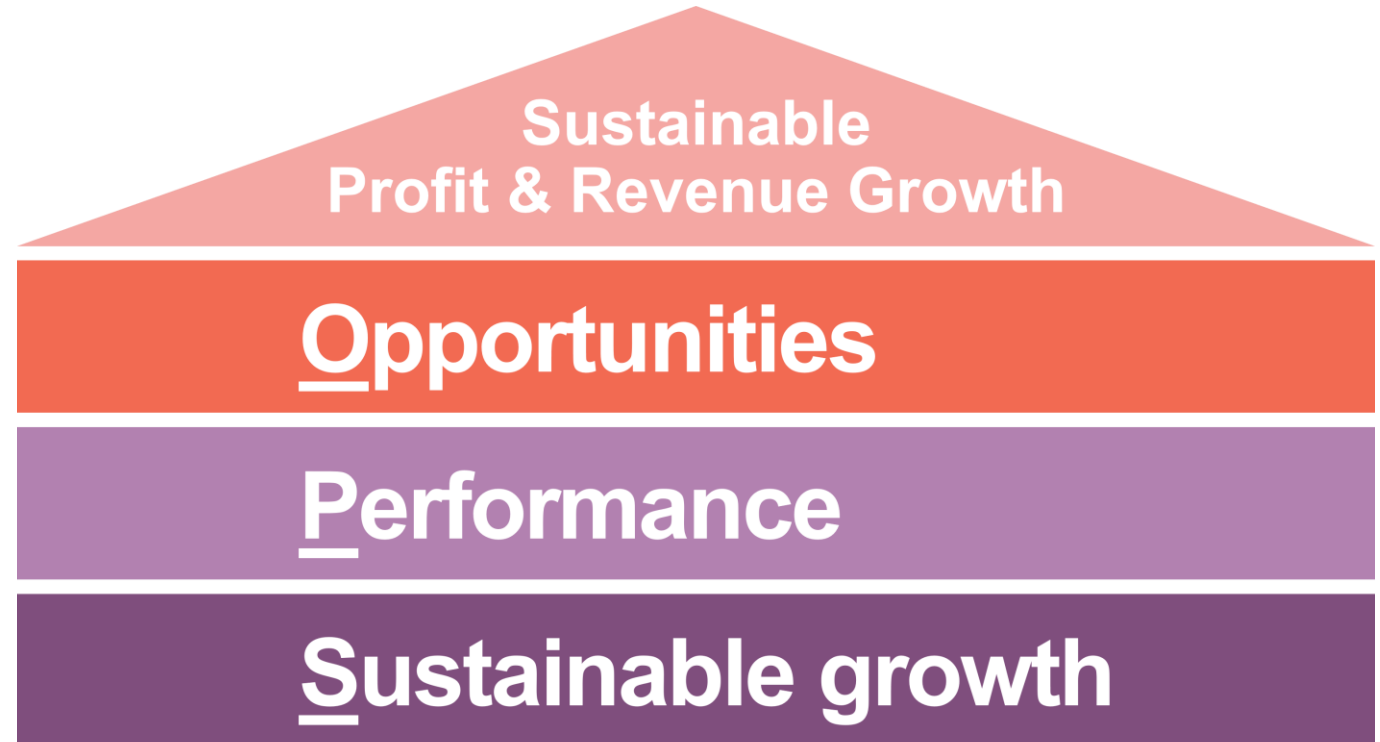 Sustainable
Profit & Revenue Growth
Opportunities
Performance
Sustainable growth